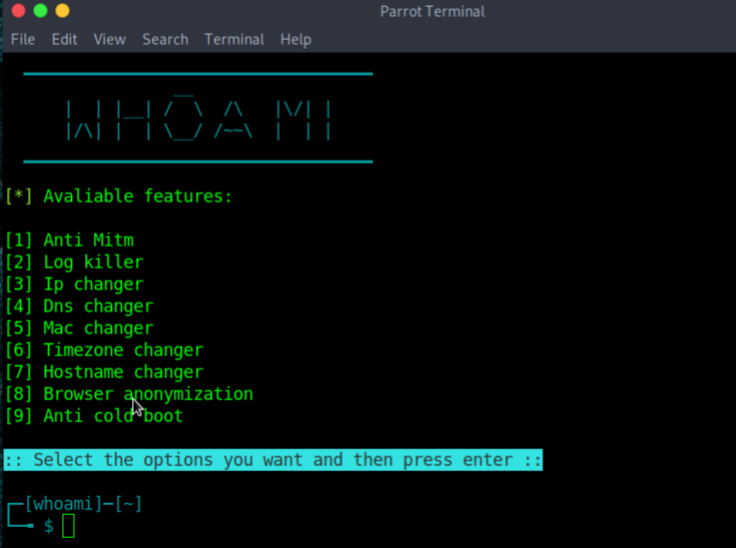 Parrot Terminal
File Edit View Search Terminal Help
WHOAMI
[*] Avaliable features:
[1] Anti Mitm
[2] Log killer
[3] Ip changer
[4] Dns changer
[5] Mac changer
[6] Timezone changer
[7] Hostname changer
[8] Browser anonymization
[9] Anti cold boot
:: Select the options you want and then press enter ::
┌─[whoami]─[~]
└─╼ $